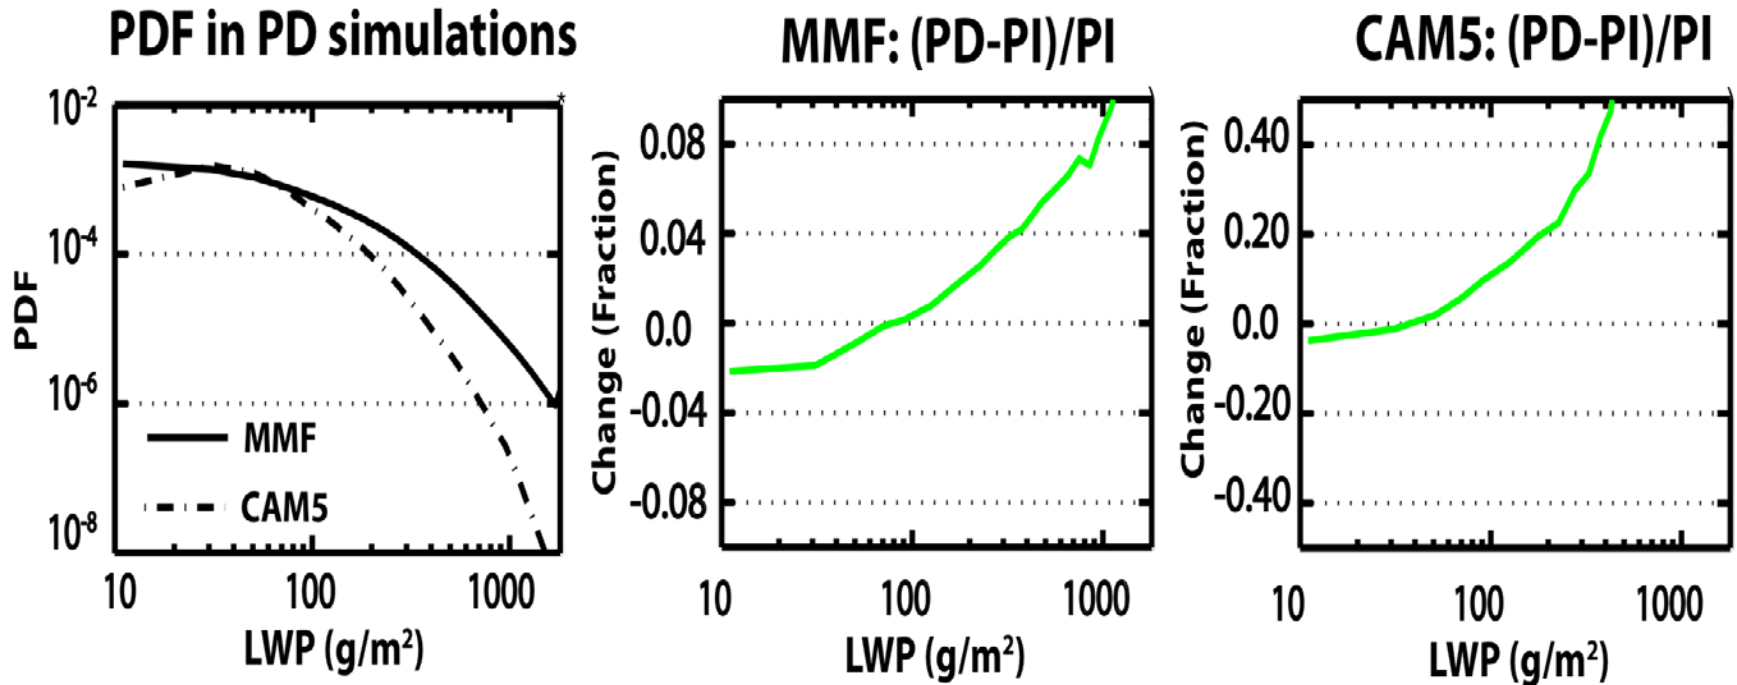 PDF in PD simulations
PDF
10-2
10-4
10-6
10-8
MMF
CAM5
10 100 1000
LWP (g/m2)
MMF: (PD-PI)/PI
Change (Fraction)
0.08
0.04
0.0
-0.04
-0.08
10 100 1000
LWP (g/m2)
CAM5: (PD-PI)/PI
Change (Fraction)
0.40
0.20
0.0
-0.20
-0.40
10 100 1000
LWP (g/m2)